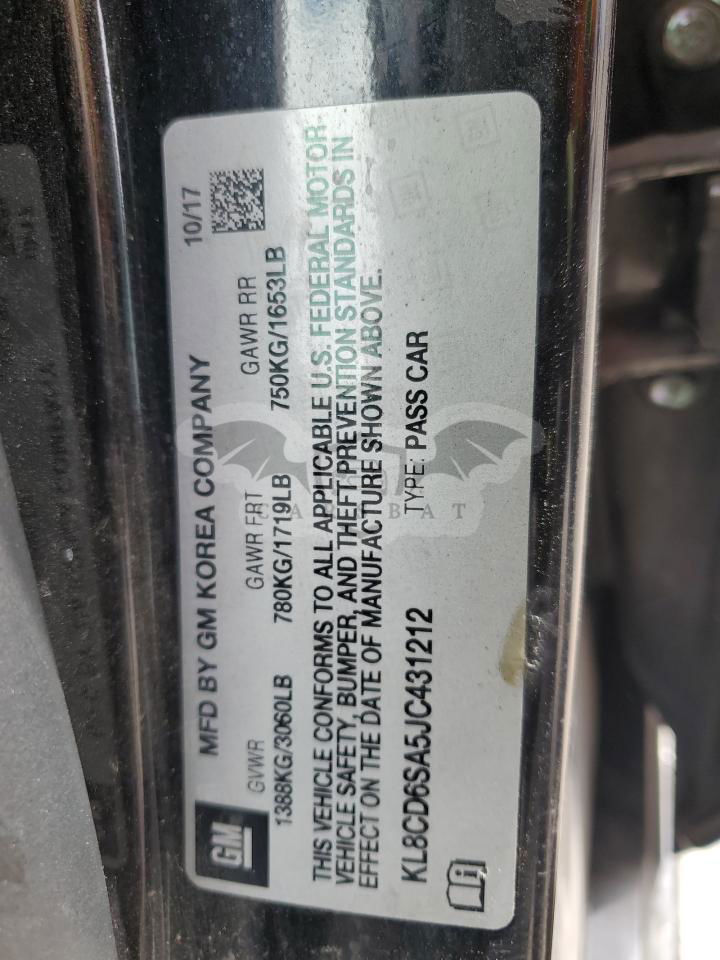 MFD BY GM KOREA COMPANY 10/17
GM
GVWR GAWR FRT GAWR RR
1388KG/3060LB 780KG/1719LB 750KG/1653LB
THIS VEHICLE CONFORMS TO ALL APPLICABLE U.S. FEDERAL MOTOR
VEHICLE SAFETY, BUMPER, AND THEFT PREVENTION STANDARDS IN
EFFECT ON THE DATE OF MANUFACTURE SHOWN ABOVE.
KL8CD6SA5JC431212 TYPE: PASS CAR